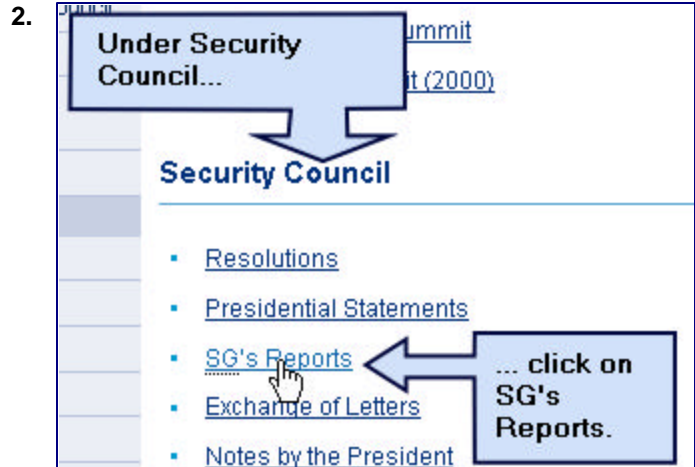 2.
Under Security
Council...
ummit
it (2000)
Security Council
Resolutions
Presidential Statements
SG's Reports
... click on
SG's
Reports.
Exchange of Letters
Notes by the President